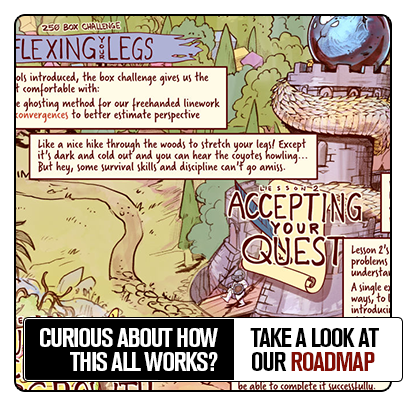 250 BOX CHALLENGE
FLEXING YOUR LEGS
ols introduced, the box challenge gives us the
t comfortable with:
e ghosting method for our freehanded linework
convergences to better estimate perspective
Like a nice hike through the woods to stretch your legs! Except
it's dark and cold out and you can hear the coyotes howling...
But hey, some survival skills and discipline can't go amiss.
LESSON 2
ACCEPTING
YOUR
QUEST
Lesson 2's
problems
understa
A single ex
ways, to l
introduci
CURIOUS ABOUT HOW
THIS ALL WORKS?
TAKE A LOOK AT
OUR ROADMAP
GROWTH
be able to complete it successfully.